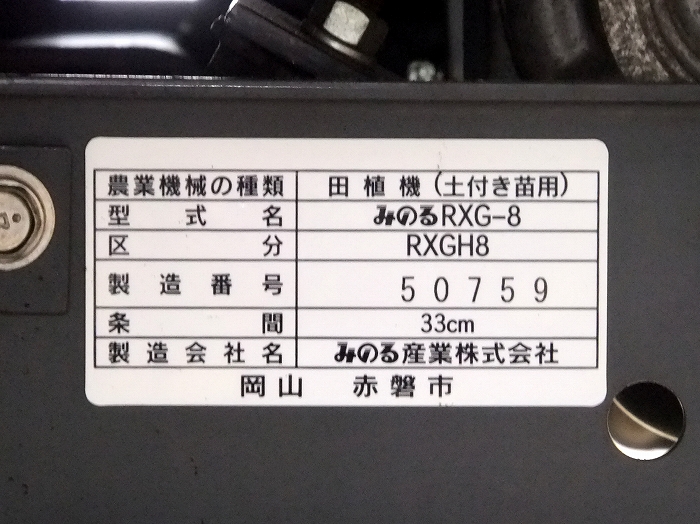 農業機械の種類 田植機(土付き苗用)
型式名 みのるRXG-8
区分 RXGH8
製造番号 50759
条間 33cm
製造会社名 みのる産業株式会社
岡山 赤磐市